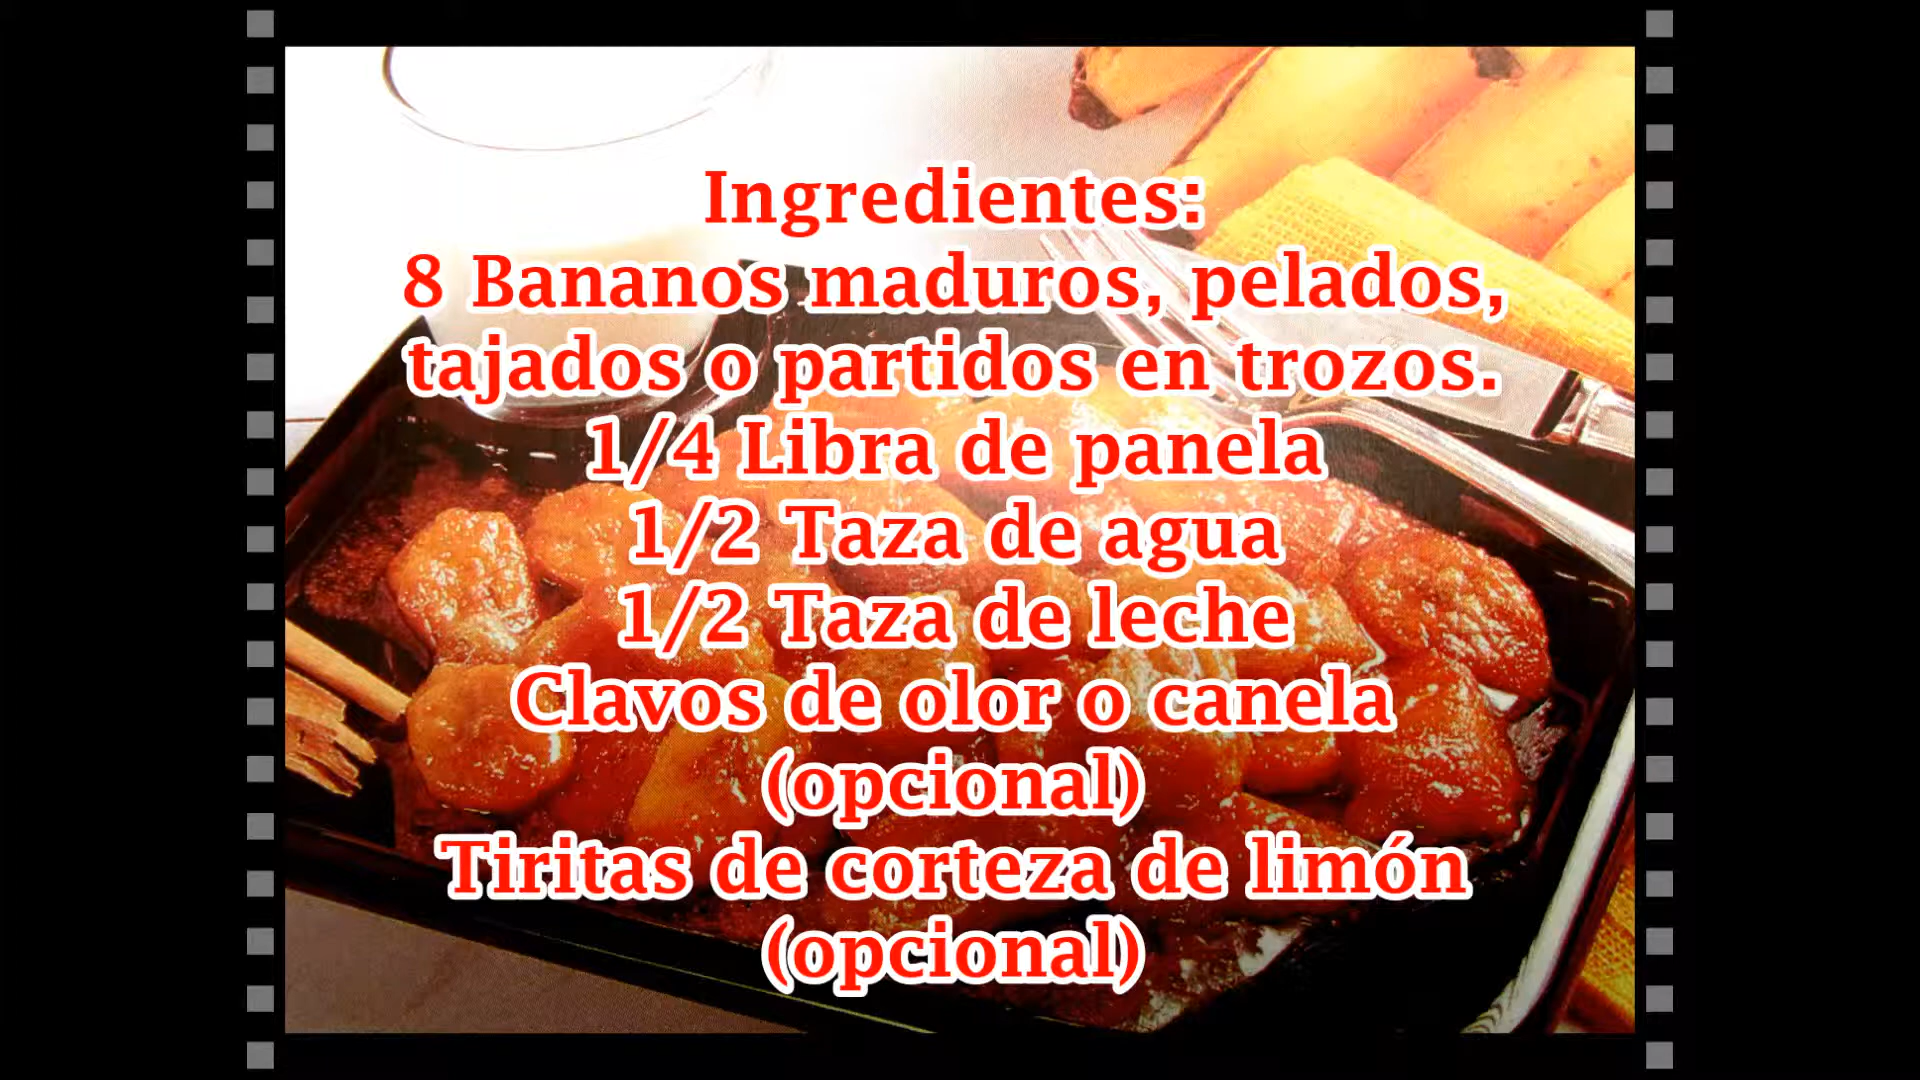 Ingredientes:
8 Bananos maduros, pelados,
tajados o partidos en trozos.
1/4 Libra de panela
1/2 Taza de agua
1/2 Taza de leche
Clavos de olor o canela
(opcional)
Tiritas de corteza de limón
(opcional)